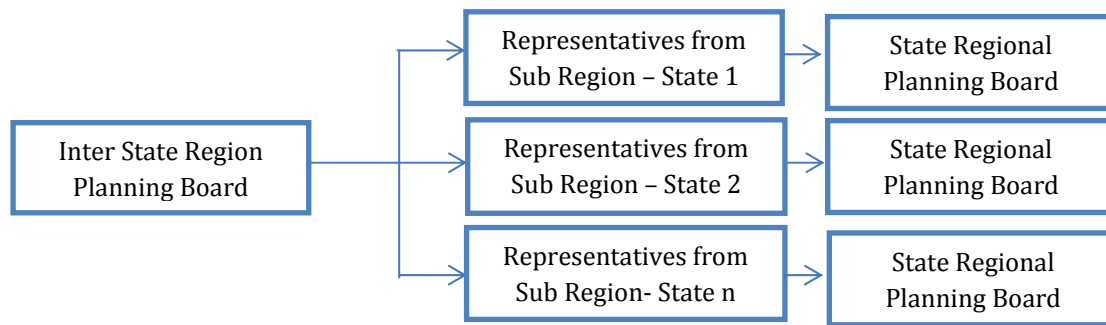 Representatives from
Sub Region – State 1
State Regional
Planning Board
Inter State Region
Planning Board
Representatives from
Sub Region – State 2
State Regional
Planning Board
Representatives from
Sub Region- State n
State Regional
Planning Board